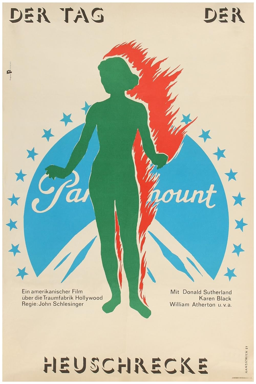 DER TAG DER
Paramount
Ein amerikanischer Film
über die Traumfabrik Hollywood
Regie: John Schlesinger
Mit Donald Sutherland
Karen Black
William Atherton u.v.a.
HEUSCHRECKE